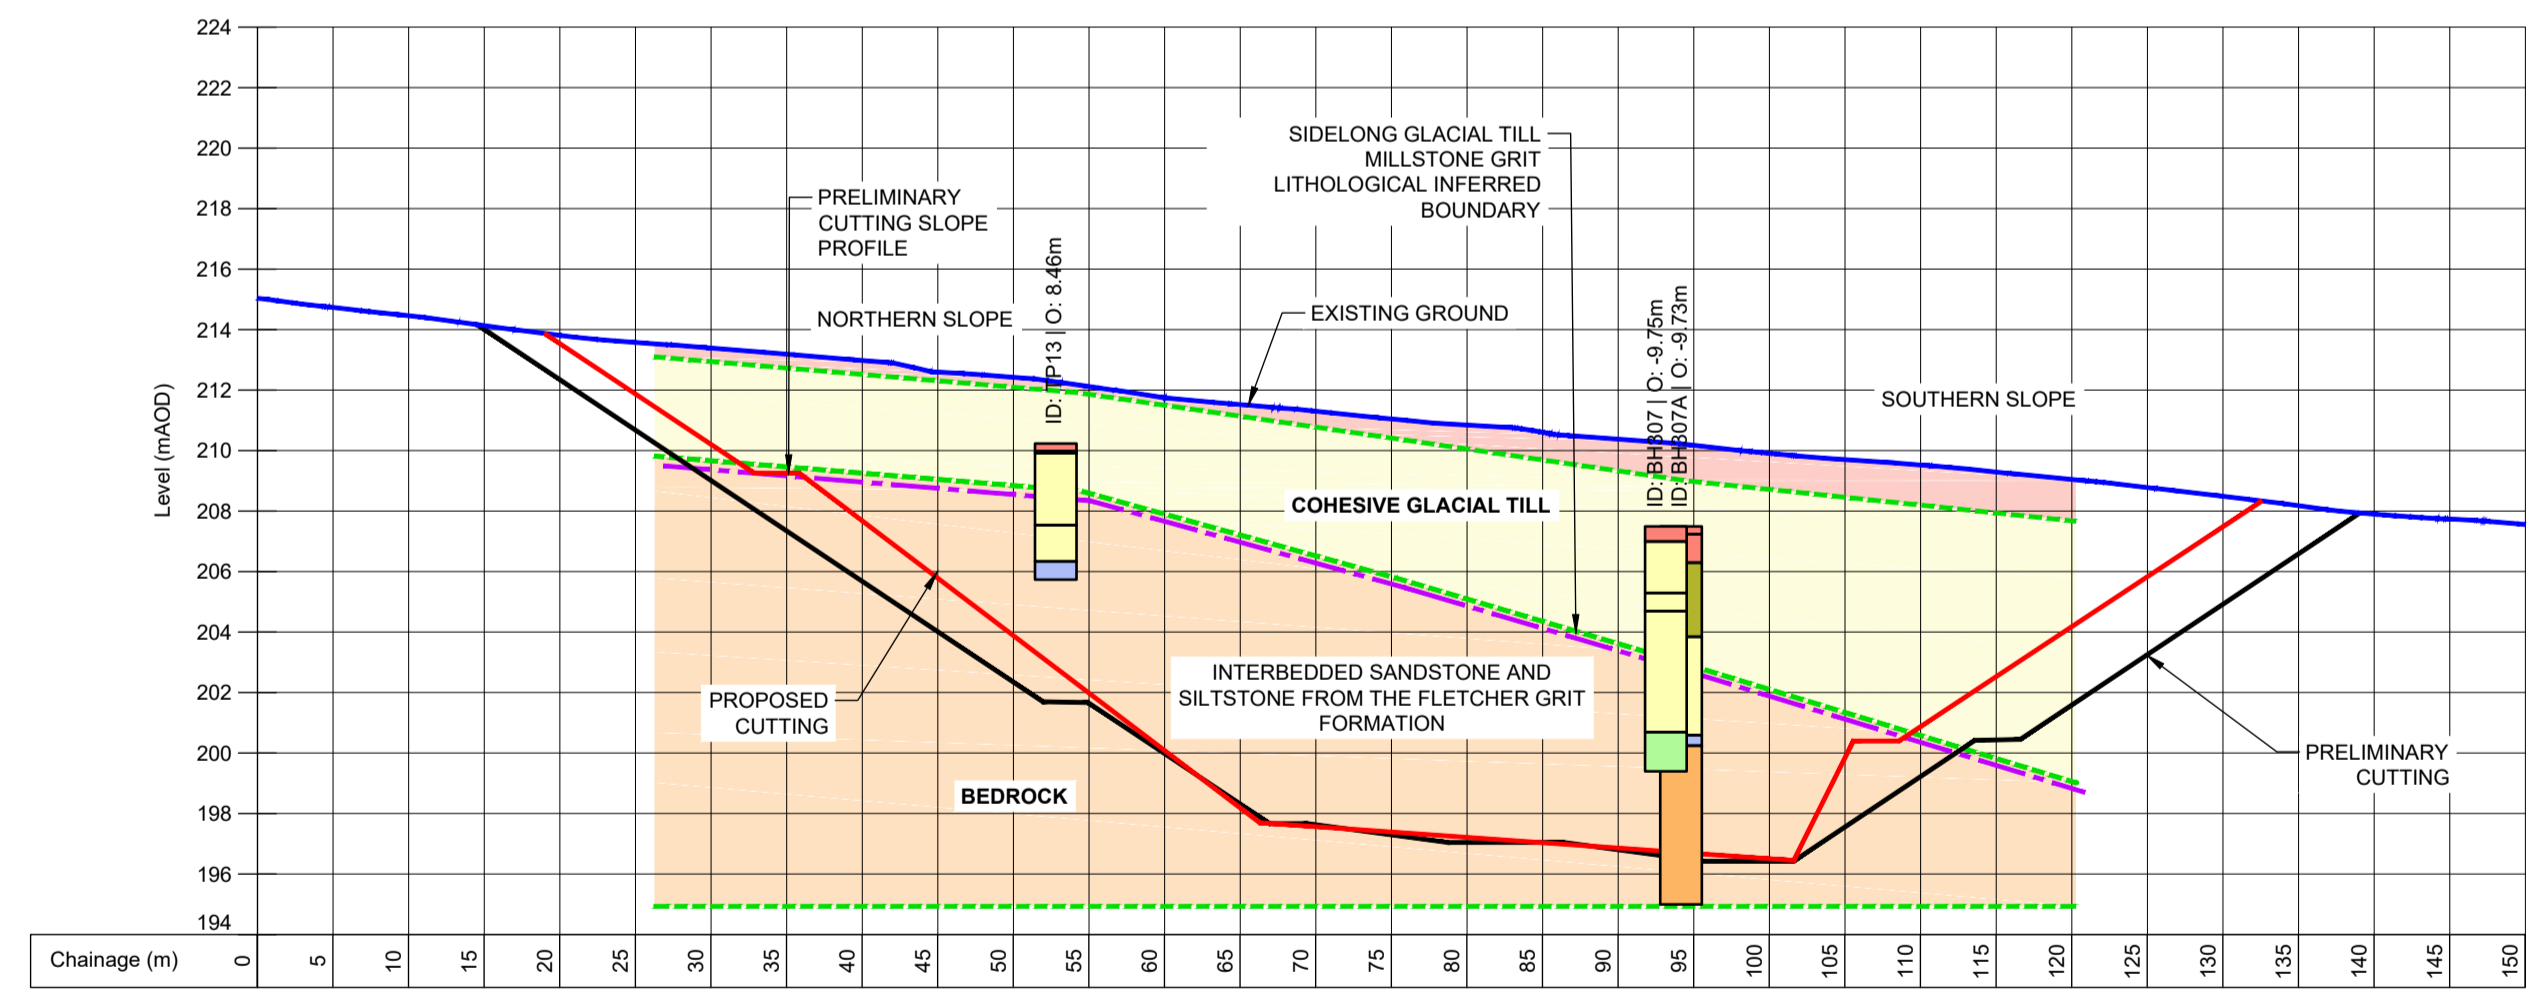 224
222
220
218
216
214
212
210
208
206
204
202
200
198
196
194
Level (mAOD)
SIDELONG GLACIAL TILL
MILLSTONE GRIT
LITHOLOGICAL INFERRED
BOUNDARY
PRELIMINARY
CUTTING SLOPE
PROFILE
NORTHERN SLOPE
ID: TP13 | O: 8.46m
EXISTING GROUND
ID: BH307 | O: -9.75m
ID: BH307A | O: -9.73m
SOUTHERN SLOPE
COHESIVE GLACIAL TILL
INTERBEDDED SANDSTONE AND
SILTSTONE FROM THE FLETCHER GRIT
FORMATION
PROPOSED
CUTTING
BEDROCK
PRELIMINARY
CUTTING
Chainage (m)
0
5
10
15
20
25
30
35
40
45
50
55
60
65
70
75
80
85
90
95
100
105
110
115
120
125
130
135
140
145
150